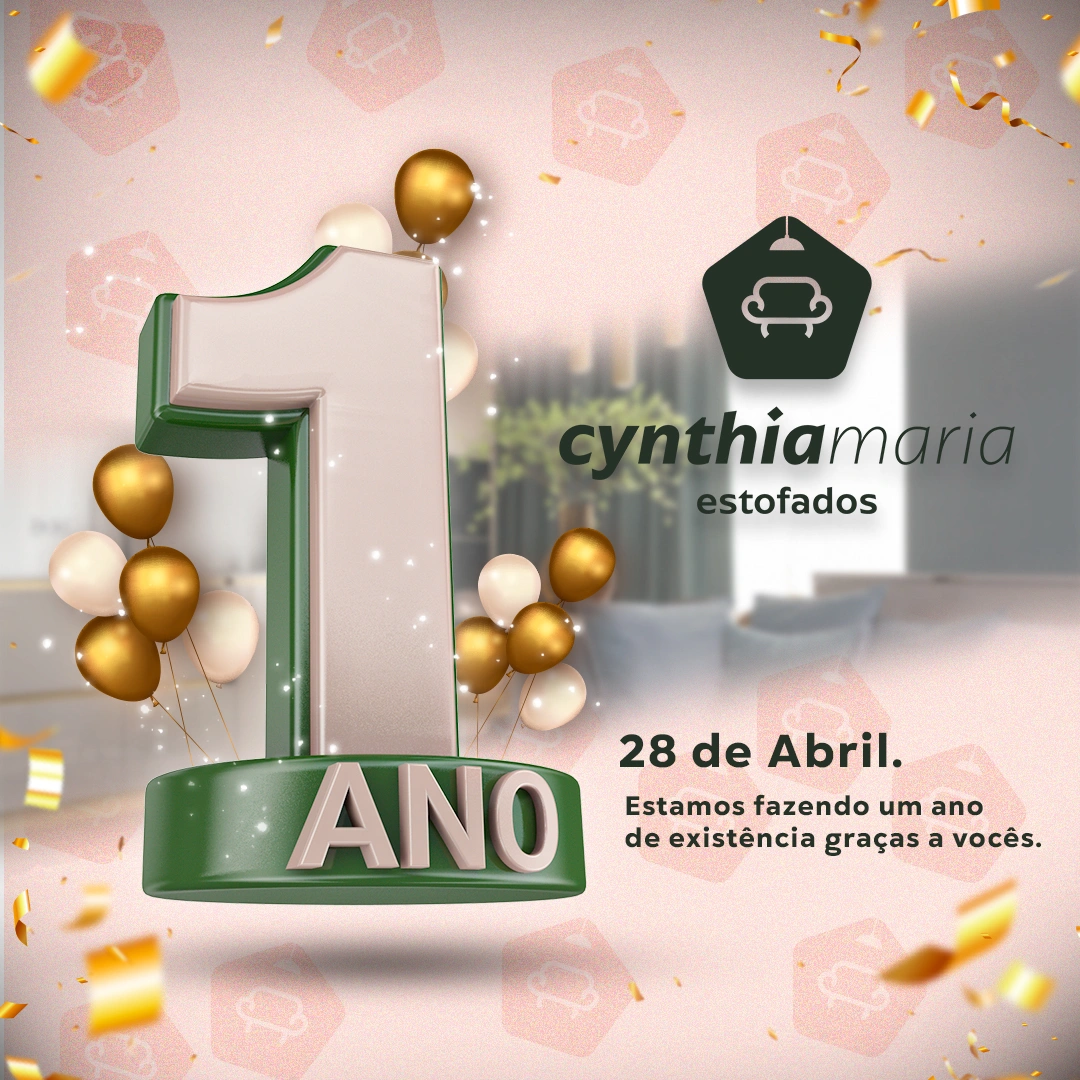 1
ANO
cynthiamaria
estofados
28 de Abril.
Estamos fazendo um ano
de existência graças a vocês.